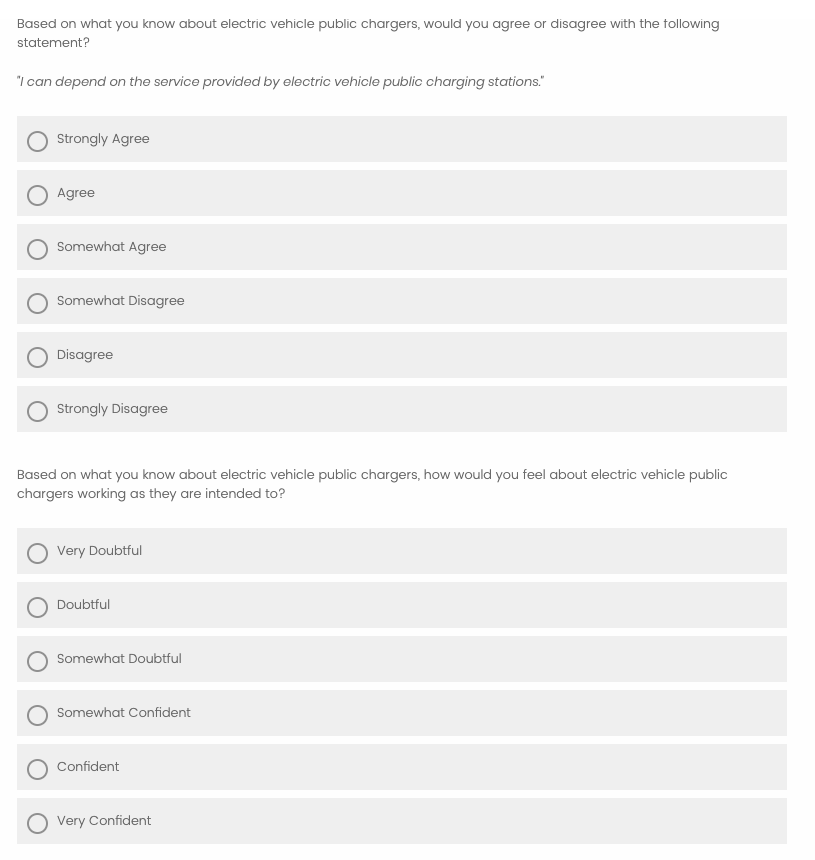 Based on what you know about electric vehicle public chargers, would you agree or disagree with the following
statement?
"I can depend on the service provided by electric vehicle public charging stations."
Strongly Agree
Agree
Somewhat Agree
Somewhat Disagree
Disagree
Strongly Disagree
Based on what you know about electric vehicle public chargers, how would you feel about electric vehicle public
chargers working as they are intended to?
Very Doubtful
Doubtful
Somewhat Doubtful
Somewhat Confident
Confident
Very Confident